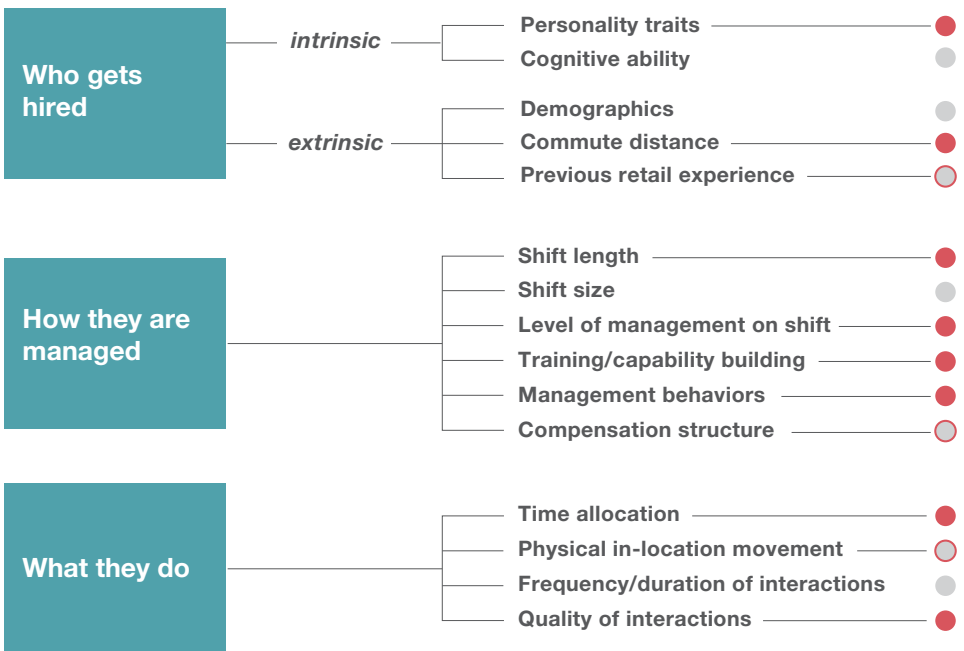 Who gets
hired
intrinsic
Personality traits
Cognitive ability
extrinsic
Demographics
Commute distance
Previous retail experience
How they are
managed
Shift length
Shift size
Level of management on shift
Training/capability building
Management behaviors
Compensation structure
What they do
Time allocation
Physical in-location movement
Frequency/duration of interactions
Quality of interactions